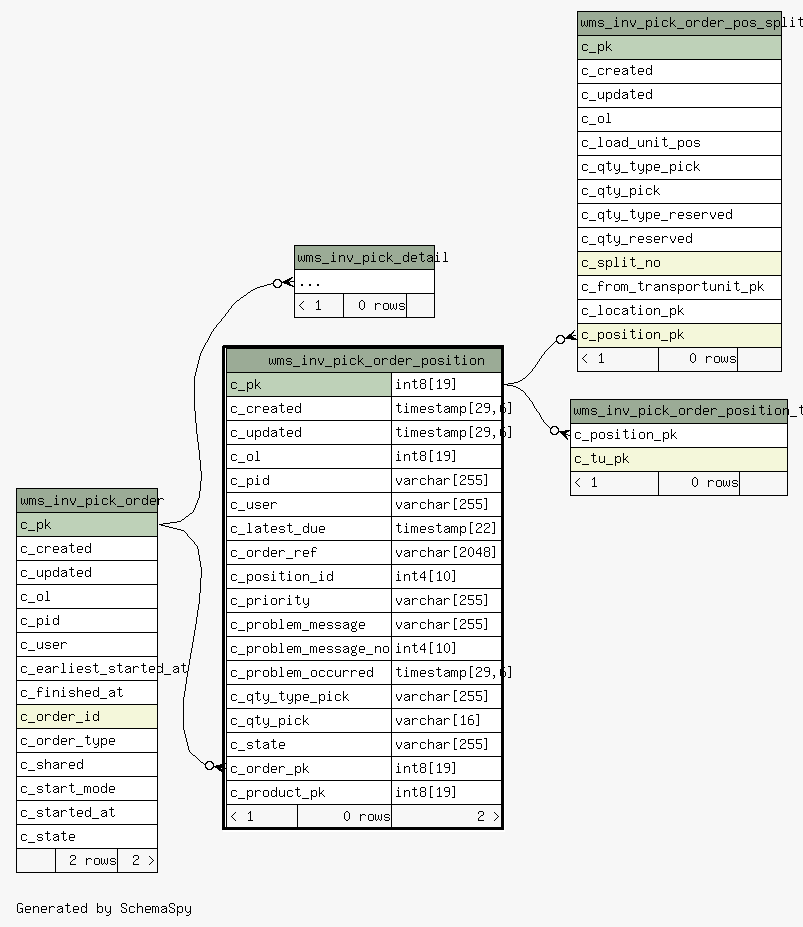 wms_inv_pick_order_pos_split
c_pk
c_created
c_updated
c_ol
c_load_unit_pos
c_qty_type_pick
c_qty_pick
c_qty_type_reserved
c_qty_reserved
c_split_no
c_from_transportunit_pk
c_location_pk
c_position_pk
< 1 0 rows
wms_inv_pick_detail
...
< 1 0 rows
wms_inv_pick_order_position
c_pk int8[19]
c_created timestamp[29,6]
c_updated timestamp[29,6]
c_ol int8[19]
c_pid varchar[255]
c_user varchar[255]
c_latest_due timestamp[22]
c_order_ref varchar[2048]
c_position_id int4[10]
c_priority varchar[255]
c_problem_message varchar[255]
c_problem_message_no int4[10]
c_problem_occurred timestamp[29,6]
c_qty_type_pick varchar[255]
c_qty_pick varchar[16]
c_state varchar[255]
c_order_pk int8[19]
c_product_pk int8[19]
< 1 0 rows 2 >
wms_inv_pick_order_position_t
c_position_pk
c_tu_pk
< 1 0 rows
wms_inv_pick_order
c_pk
c_created
c_updated
c_ol
c_pid
c_user
c_earliest_started_at
c_finished_at
c_order_id
c_order_type
c_shared
c_start_mode
c_started_at
c_state
2 rows 2 >
Generated by SchemaSpy